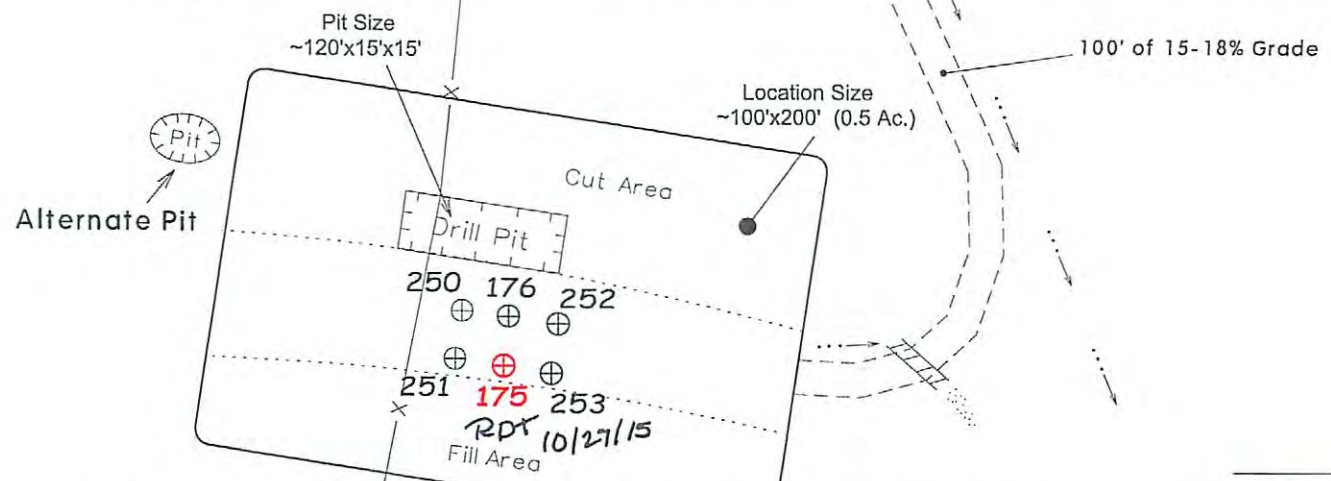 Pit Size
~120'x15'x15'
100' of 15-18% Grade
Location Size
~100'x200' (0.5 Ac.)
Pit
Alternate Pit
Cut Area
Drill Pit
250 176 252
251 175 253
RDT 10/27/15
Fill Area